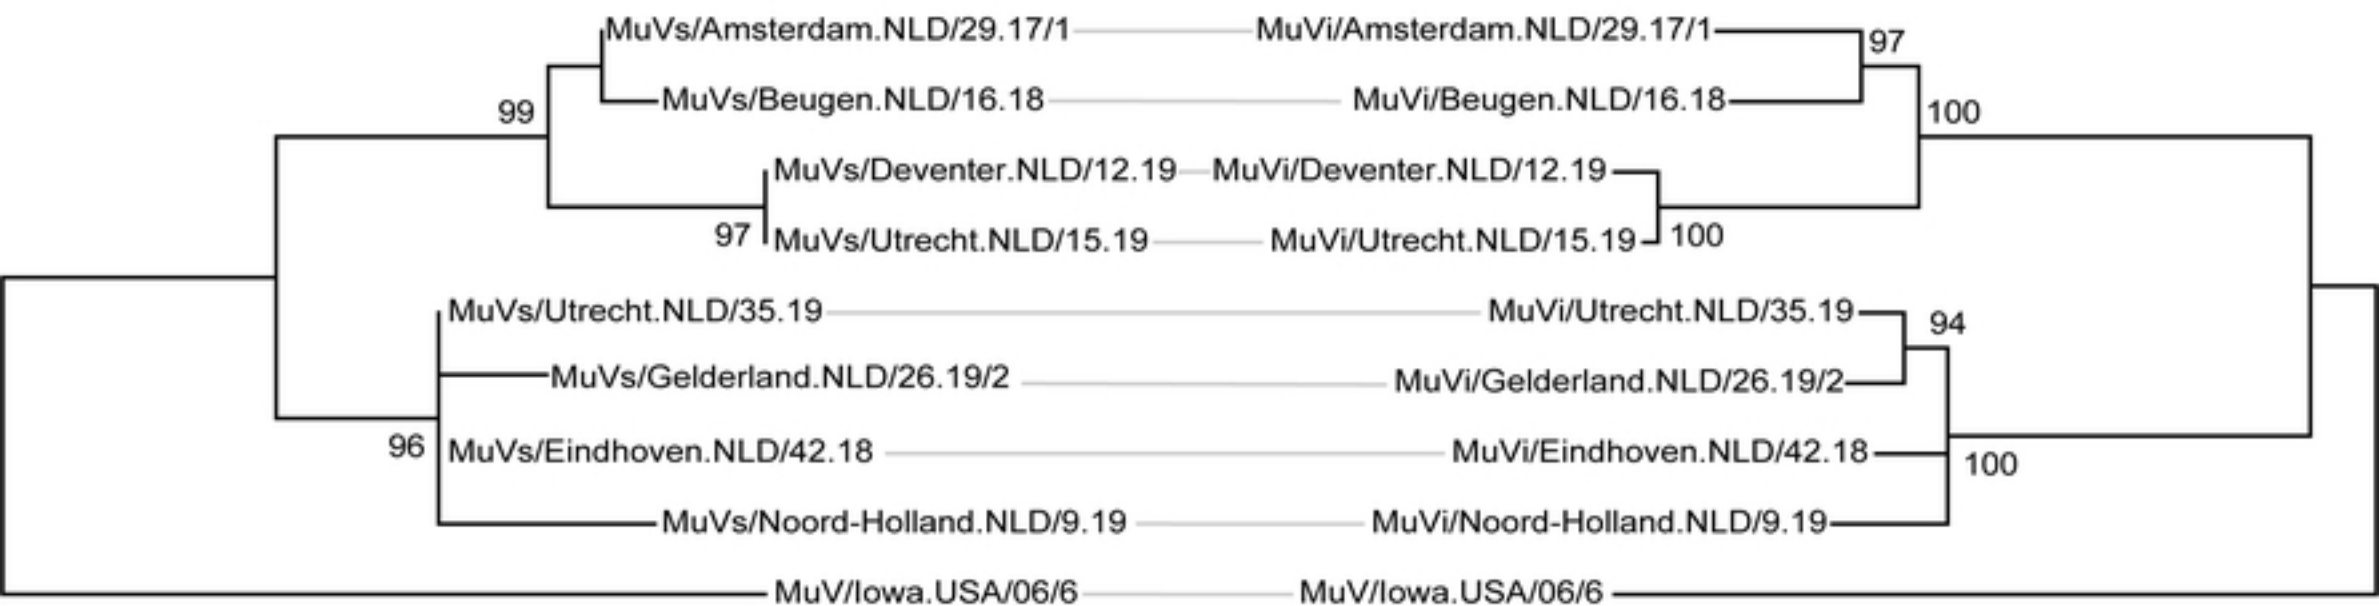 MuVs/Amsterdam.NLD/29.17/1 MuVi/Amsterdam.NLD/29.17/1 97
MuVs/Beugen.NLD/16.18 MuVi/Beugen.NLD/16.18
99 100
MuVs/Deventer.NLD/12.19 MuVi/Deventer.NLD/12.19
97 MuVs/Utrecht.NLD/15.19 MuVi/Utrecht.NLD/15.19 100
MuVs/Utrecht.NLD/35.19 MuVi/Utrecht.NLD/35.19 94
MuVs/Gelderland.NLD/26.19/2 MuVi/Gelderland.NLD/26.19/2
96 MuVs/Eindhoven.NLD/42.18 MuVi/Eindhoven.NLD/42.18 100
MuVs/Noord-Holland.NLD/9.19 MuVi/Noord-Holland.NLD/9.19
MuV/Iowa.USA/06/6 MuV/Iowa.USA/06/6